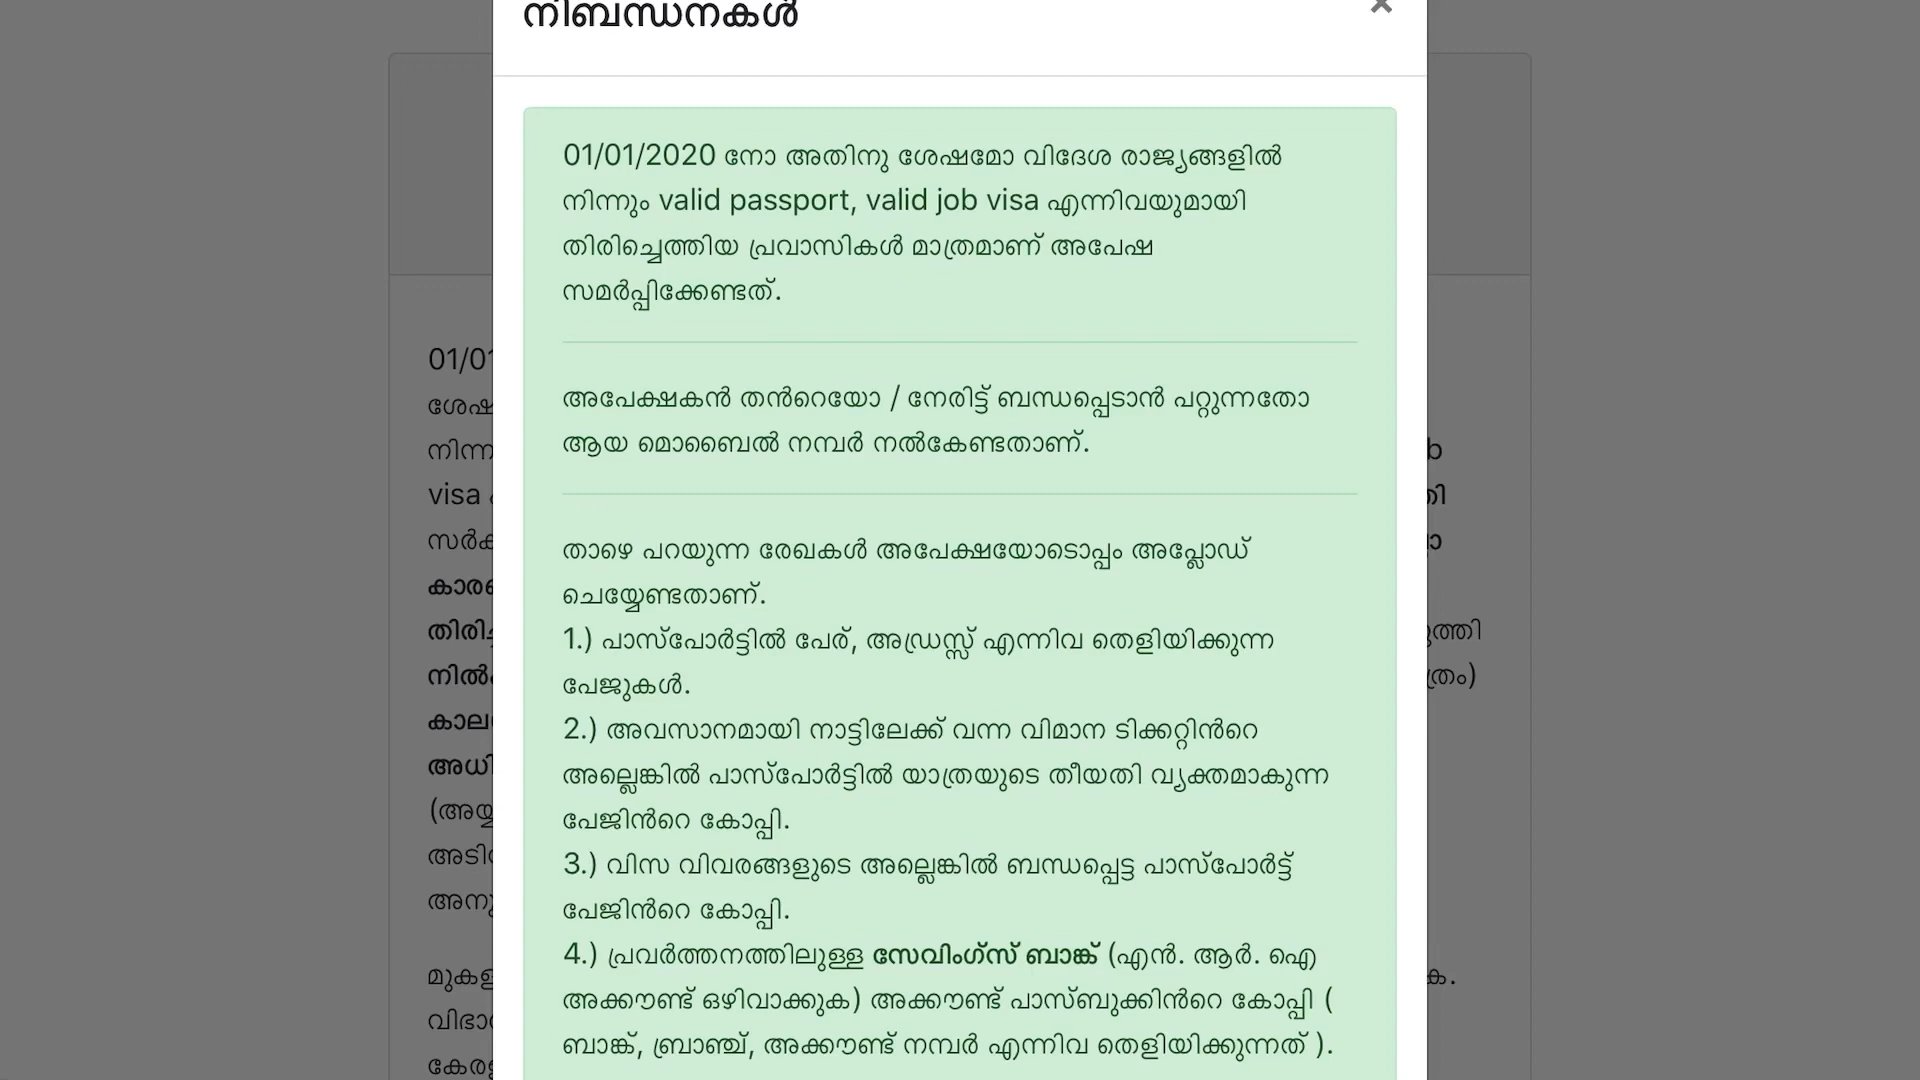 നിബന്ധനകൾ
×
01/01/2020 നോ അതിനു ശേഷമോ വിദേശ രാജ്യങ്ങളിൽ
നിന്നും valid passport, valid job visa എന്നിവയുമായി
തിരിച്ചെത്തിയ പ്രവാസികൾ മാത്രമാണ് അപേഷ
സമർപ്പിക്കേണ്ടത്.
അപേക്ഷകൻ തൻറെയോ / നേരിട്ട് ബന്ധപ്പെടാൻ പറ്റുന്നതോ
ആയ മൊബൈൽ നമ്പർ നൽകേണ്ടതാണ്.
താഴെ പറയുന്ന രേഖകൾ അപേക്ഷയോടൊപ്പം അപ്ലോഡ്
ചെയ്യേണ്ടതാണ്.
1.) പാസ്പോർട്ടിൽ പേര്, അഡ്രസ്സ് എന്നിവ തെളിയിക്കുന്ന
പേജുകൾ.
2.) അവസാനമായി നാട്ടിലേക്ക് വന്ന വിമാന ടിക്കറ്റിൻറെ
അല്ലെങ്കിൽ പാസ്പോർട്ടിൽ യാത്രയുടെ തീയതി വ്യക്തമാകുന്ന
പേജിൻറെ കോപ്പി.
3.) വിസ വിവരങ്ങളുടെ അല്ലെങ്കിൽ ബന്ധപ്പെട്ട പാസ്പോർട്ട്
പേജിൻറെ കോപ്പി.
4.) പ്രവർത്തനത്തിലുള്ള സേവിംഗ്സ് ബാങ്ക് (എൻ. ആർ. ഐ
അക്കൗണ്ട് ഒഴിവാക്കുക) അക്കൗണ്ട് പാസ്ബുക്കിൻറെ കോപ്പി (
ബാങ്ക്, ബ്രാഞ്ച്, അക്കൗണ്ട് നമ്പർ എന്നിവ തെളിയിക്കുന്നത് ).